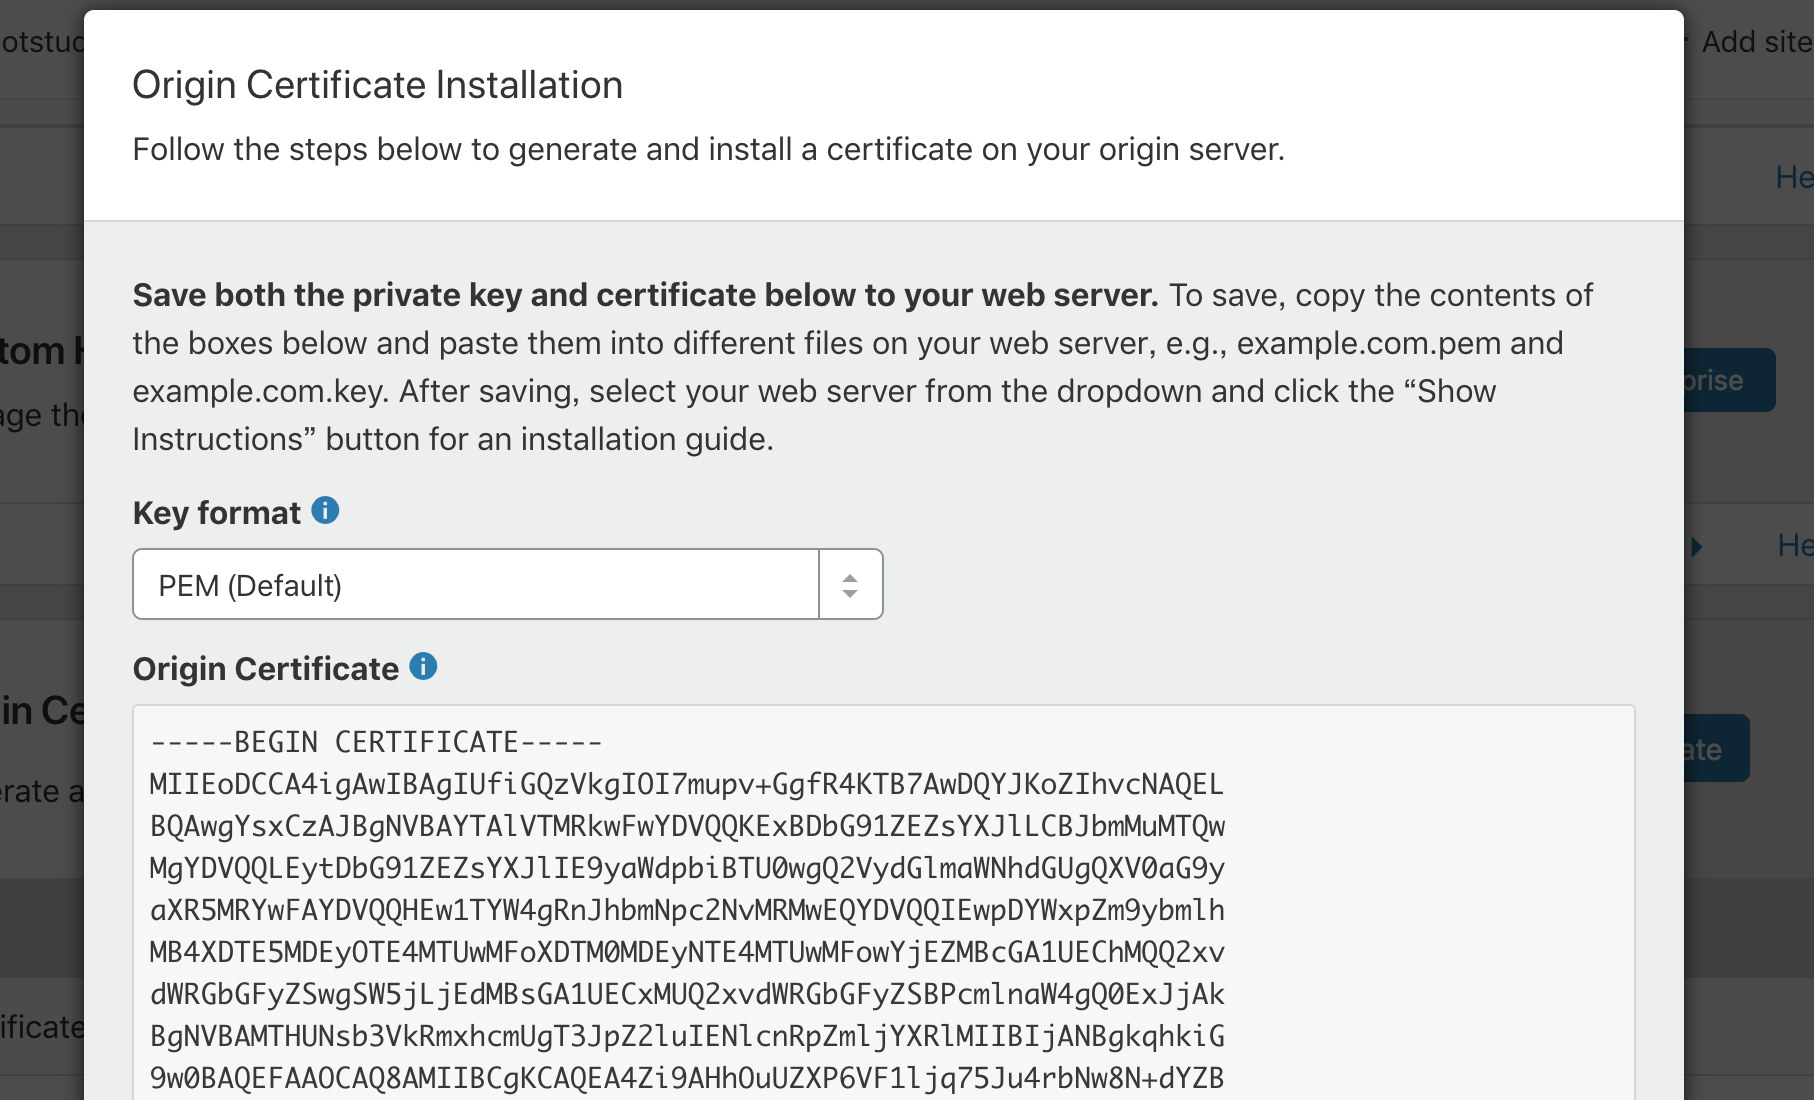 otstud
Add site
Origin Certificate Installation
Follow the steps below to generate and install a certificate on your origin server.
He
Save both the private key and certificate below to your web server. To save, copy the contents of
the boxes below and paste them into different files on your web server, e.g., example.com.pem and
example.com.key. After saving, select your web server from the dropdown and click the “Show
Instructions” button for an installation guide.
tom H
age the
prise
Key format
He
PEM (Default)
Origin Certificate
in Ce
erate a
ate
-----BEGIN CERTIFICATE-----
MIIEoDCCA4igAwIBAgIUfiGQzVkgIOI7mupv+GgfR4KTB7AwDQYJKoZIhvcNAQEL
BQAwgYsxCzAJBgNVBAYTAlVTMRkwFwYDVQQKExBDbG91ZEZsYXJlLCBJbmMuMTQw
MgYDVQQLEytDbG91ZEZsYXJlIE9yaWdpbiBTU0wgQ2VydGlmaWNhdGUgQXV0aG9y
aXR5MRYwFAYDVQQHEw1TYW4gRnJhbmNpc2NvMRMwEQYDVQQIEwpDYWxpZm9ybmlh
MB4XDTE5MDEyOTE4MTUwMFoXDTM0MDEyNTE4MTUwMFowYjEZMBcGA1UEChMQQ2xv
dWRGbGFyZSwgSW5jLjEdMBsGA1UECxMUQ2xvdWRGbGFyZSBPcmlnaW4gQ0ExJjAk
BgNVBAMTHUNsb3VkRmxhcmUgT3JpZ2luIENlcnRpZmljYXRlMIIBIjANBgkqhkiG
9w0BAQEFAAOCAQ8AMIIBCgKCAQEA4Zi9AHhOuUZXP6VF1ljq75Ju4rbNw8N+dYZB
ificate